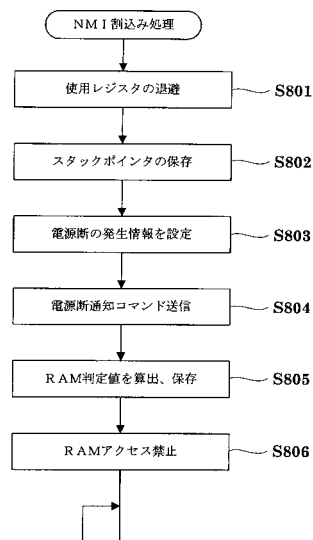 ＮＭＩ割込み処理
使用レジスタの退避
S801
スタックポインタの保存
S802
電源断の発生情報を設定
S803
電源断通知コマンド送信
S804
ＲＡＭ判定値を算出、保存
S805
ＲＡＭアクセス禁止
S806